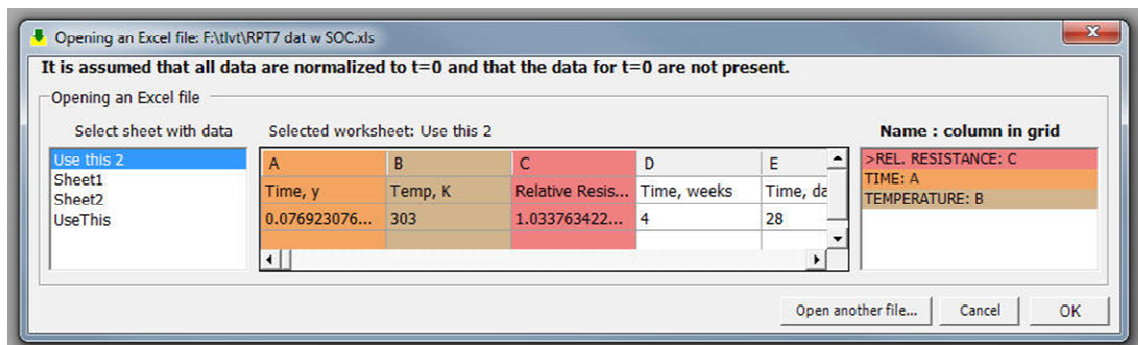 Opening an Excel file: F:\tlvt\RPT7 dat w SOC.xls
x
It is assumed that all data are normalized to t=0 and that the data for t=0 are not present.
Opening an Excel file
Select sheet with data
Use this 2
Sheet1
Sheet2
UseThis
Selected worksheet: Use this 2
A B C D E
Time, y Temp, K Relative Resis... Time, weeks Time, da
0.076923076... 303 1.033763422... 4 28
Name : column in grid
>REL. RESISTANCE: C
TIME: A
TEMPERATURE: B
Open another file... Cancel OK